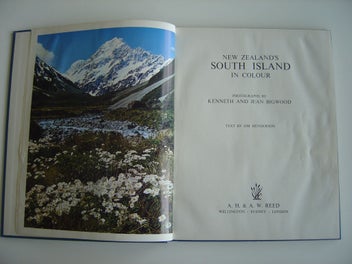 NEW ZEALAND'S
SOUTH ISLAND
IN COLOUR
PHOTOGRAPHS BY
KENNETH AND JEAN BIGWOOD
TEXT BY JIM HENDERSON
A. H. & A. W. REED
WELLINGTON - SYDNEY - LONDON